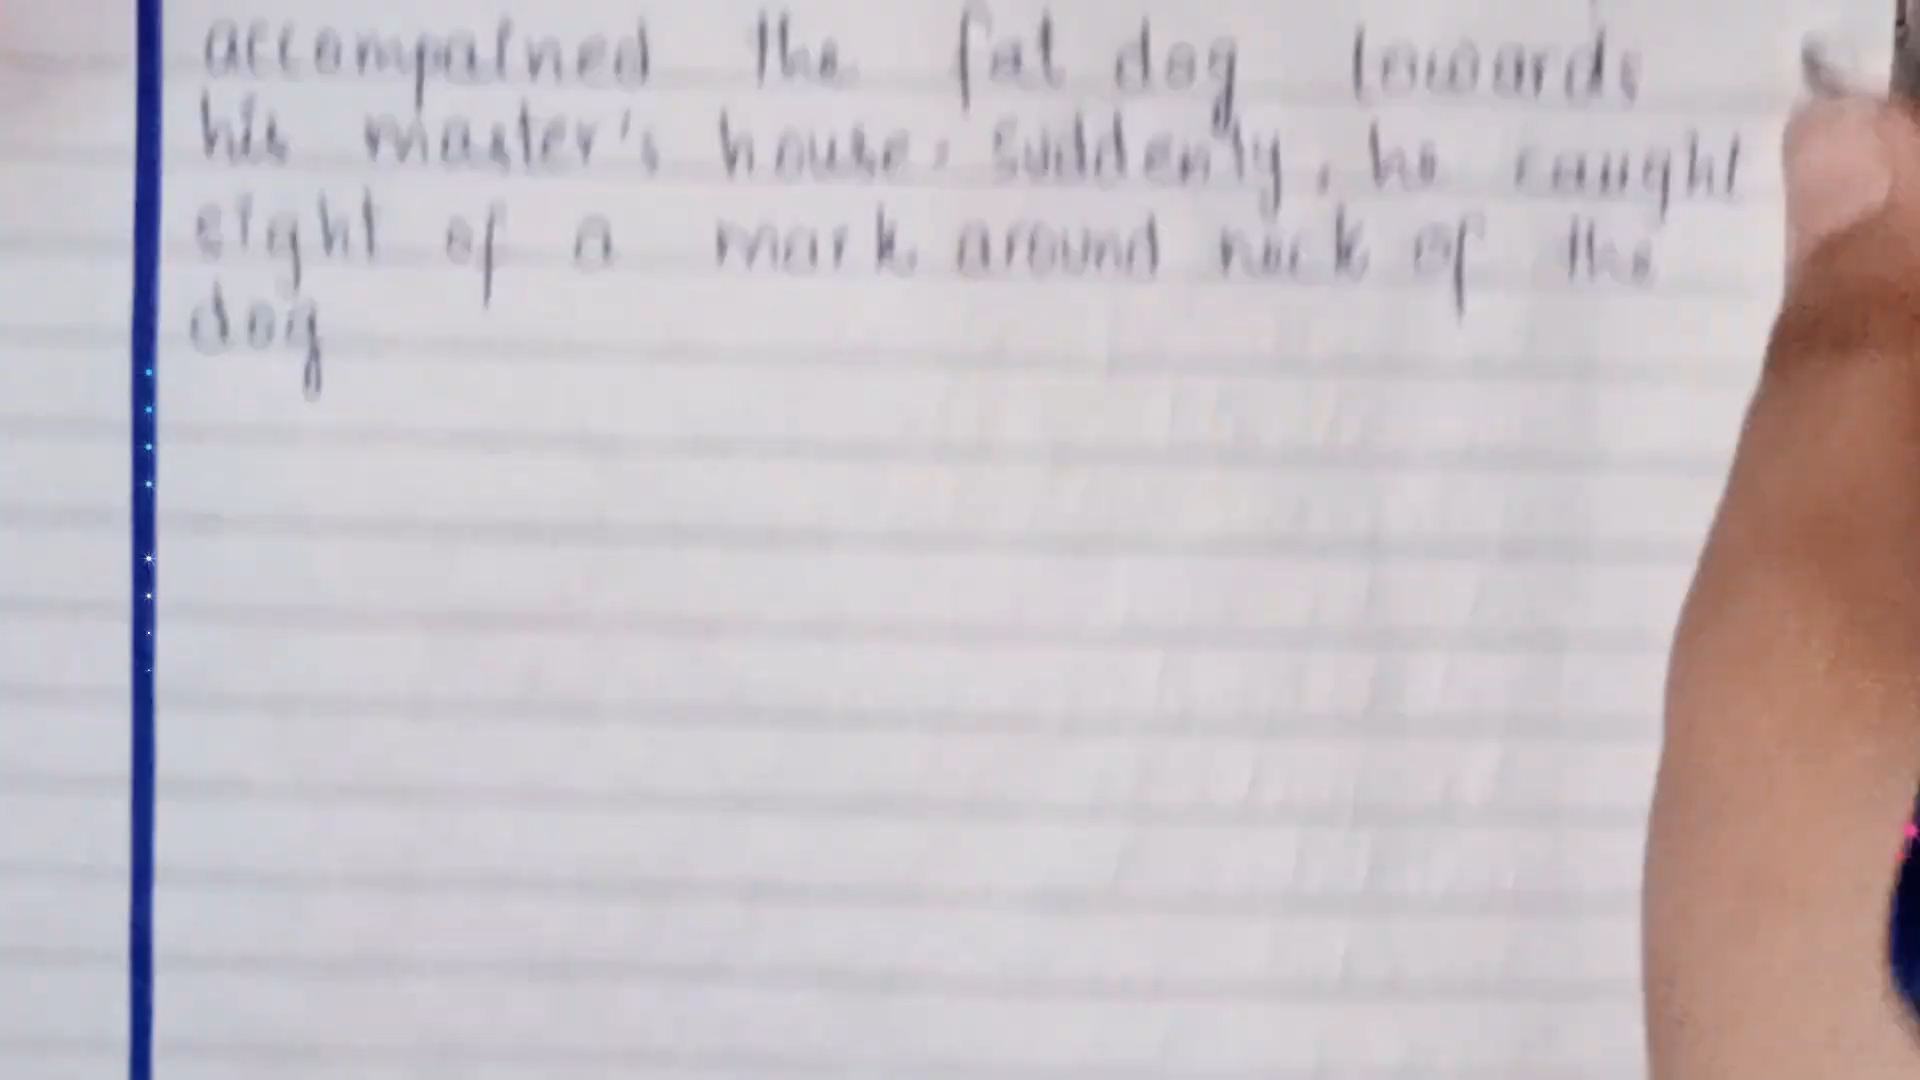 accompained the fat dog towards
his master's house. suddenly, he caught
sight of a mark around neck of the
dog